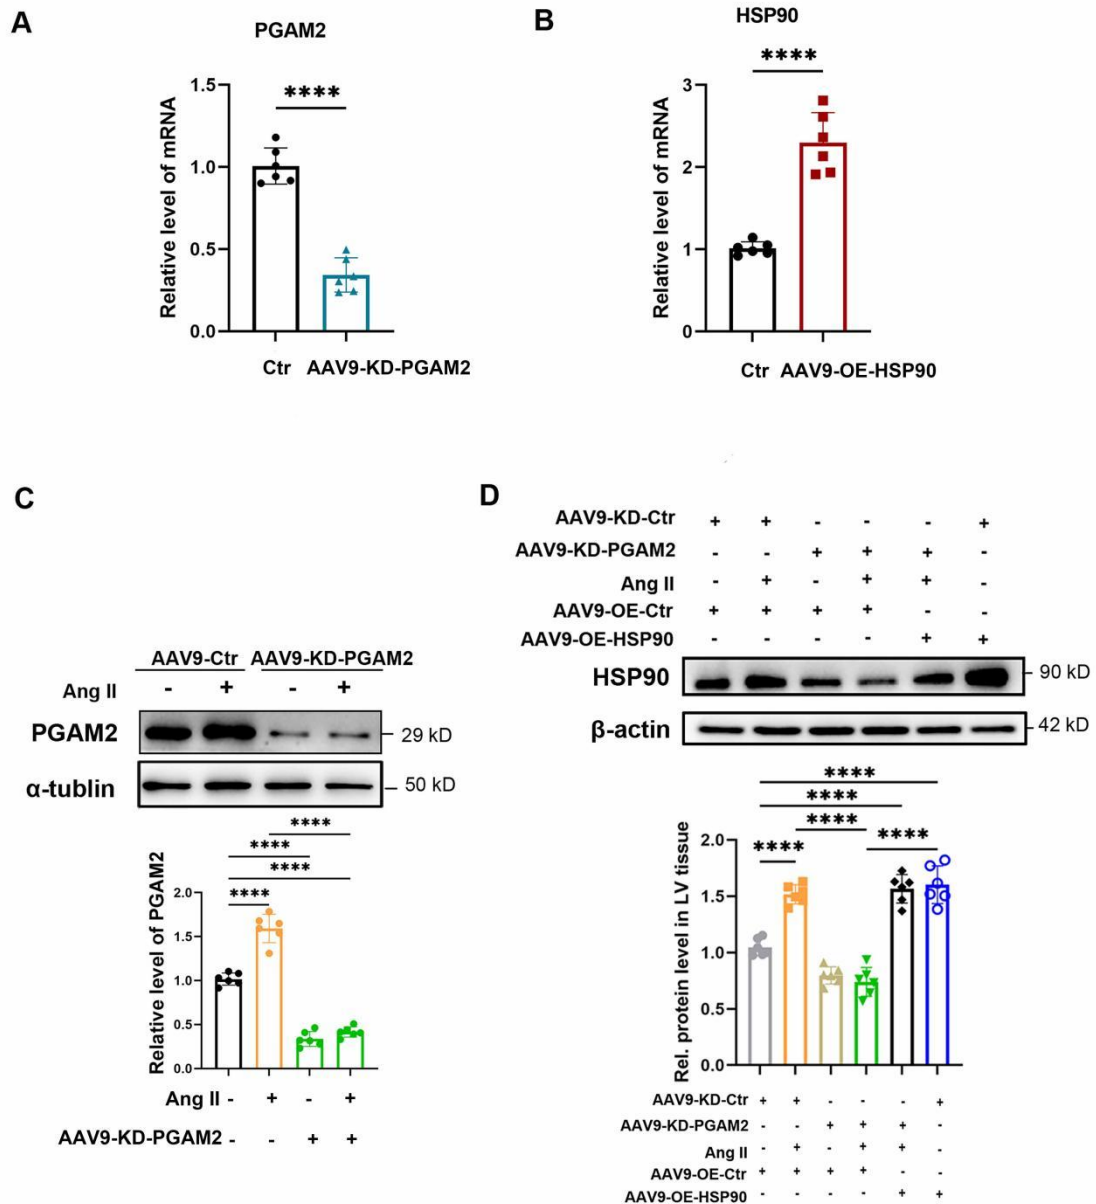 A
PGAM2
****
Relative level of mRNA
1.5
1.0
0.5
0.0
Ctr AAV9-KD-PGAM2
B
HSP90
****
Relative level of mRNA
3
2
1
0
Ctr AAV9-OE-HSP90
C
AAV9-Ctr AAV9-KD-PGAM2
Ang II - + - +
PGAM2 29 kD
α-tublin 50 kD
****
****
****
****
Relative level of PGAM2
2.0
1.5
1.0
0.5
0.0
Ang II - + - +
AAV9-KD-PGAM2 - - + +
D
AAV9-KD-Ctr + + - - - +
AAV9-KD-PGAM2 - - + + + -
Ang II - + - + + -
AAV9-OE-Ctr + + + + - -
AAV9-OE-HSP90 - - - - + +
HSP90 90 kD
β-actin 42 kD
****
****
****
**** ****
Rel. protein level in LV tissue
2.0
1.5
1.0
0.5
0.0
AAV9-KD-Ctr + + - - - +
AAV9-KD-PGAM2 - - + + + -
Ang II - + - + + -
AAV9-OE-Ctr + + + + - -
AAV9-OE-HSP90 - - - - + +